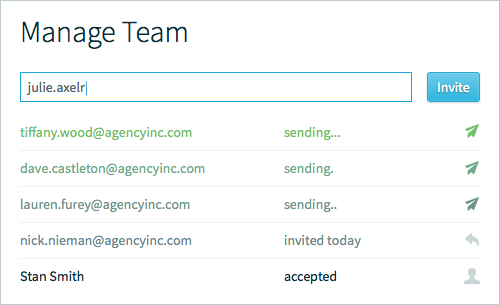 Manage Team
julie.axelr Invite
tiffany.wood@agencyinc.com sending...
dave.castleton@agencyinc.com sending.
lauren.furey@agencyinc.com sending..
nick.nieman@agencyinc.com invited today
Stan Smith accepted